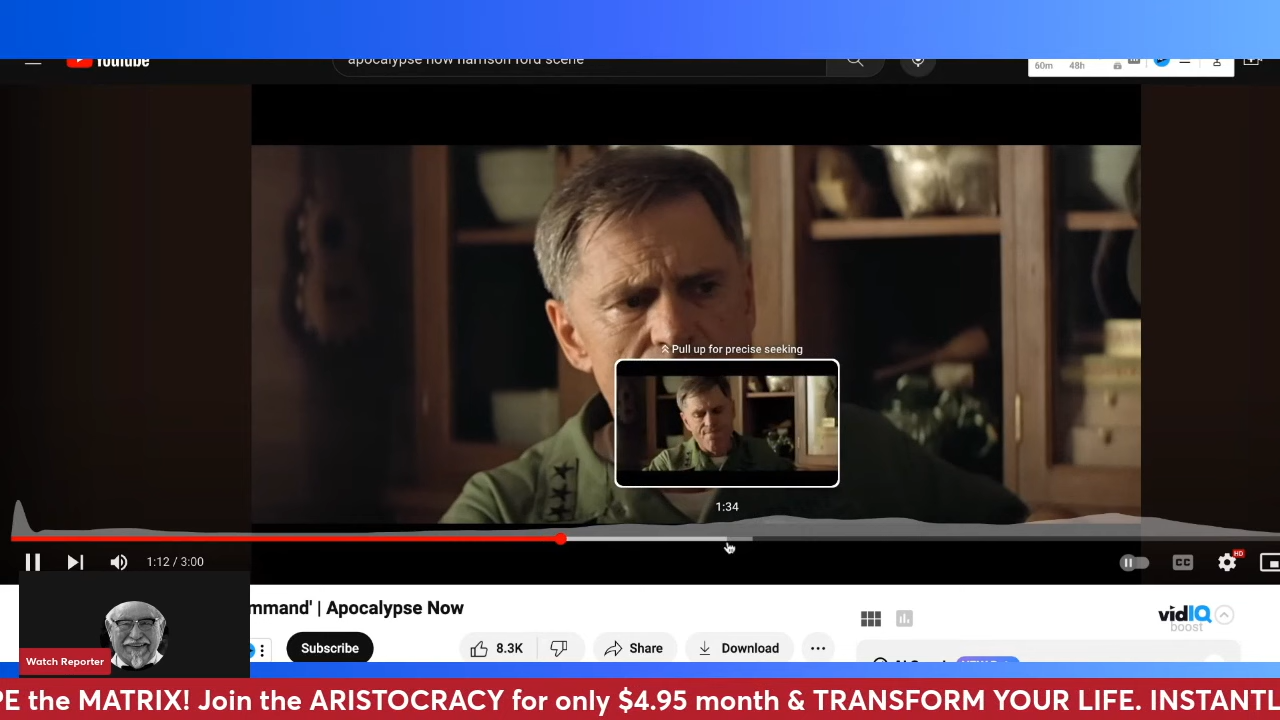 YouTube
apocalypse now harrison ford scene
60m 48h
Pull up for precise seeking
1:34
1:12 / 3:00
CC
HD
mmand' | Apocalypse Now
Subscribe
8.3K
Share
Download
vidIQ
boost
Watch Reporter
PE the MATRIX! Join the ARISTOCRACY for only $4.95 month & TRANSFORM YOUR LIFE. INSTANTL